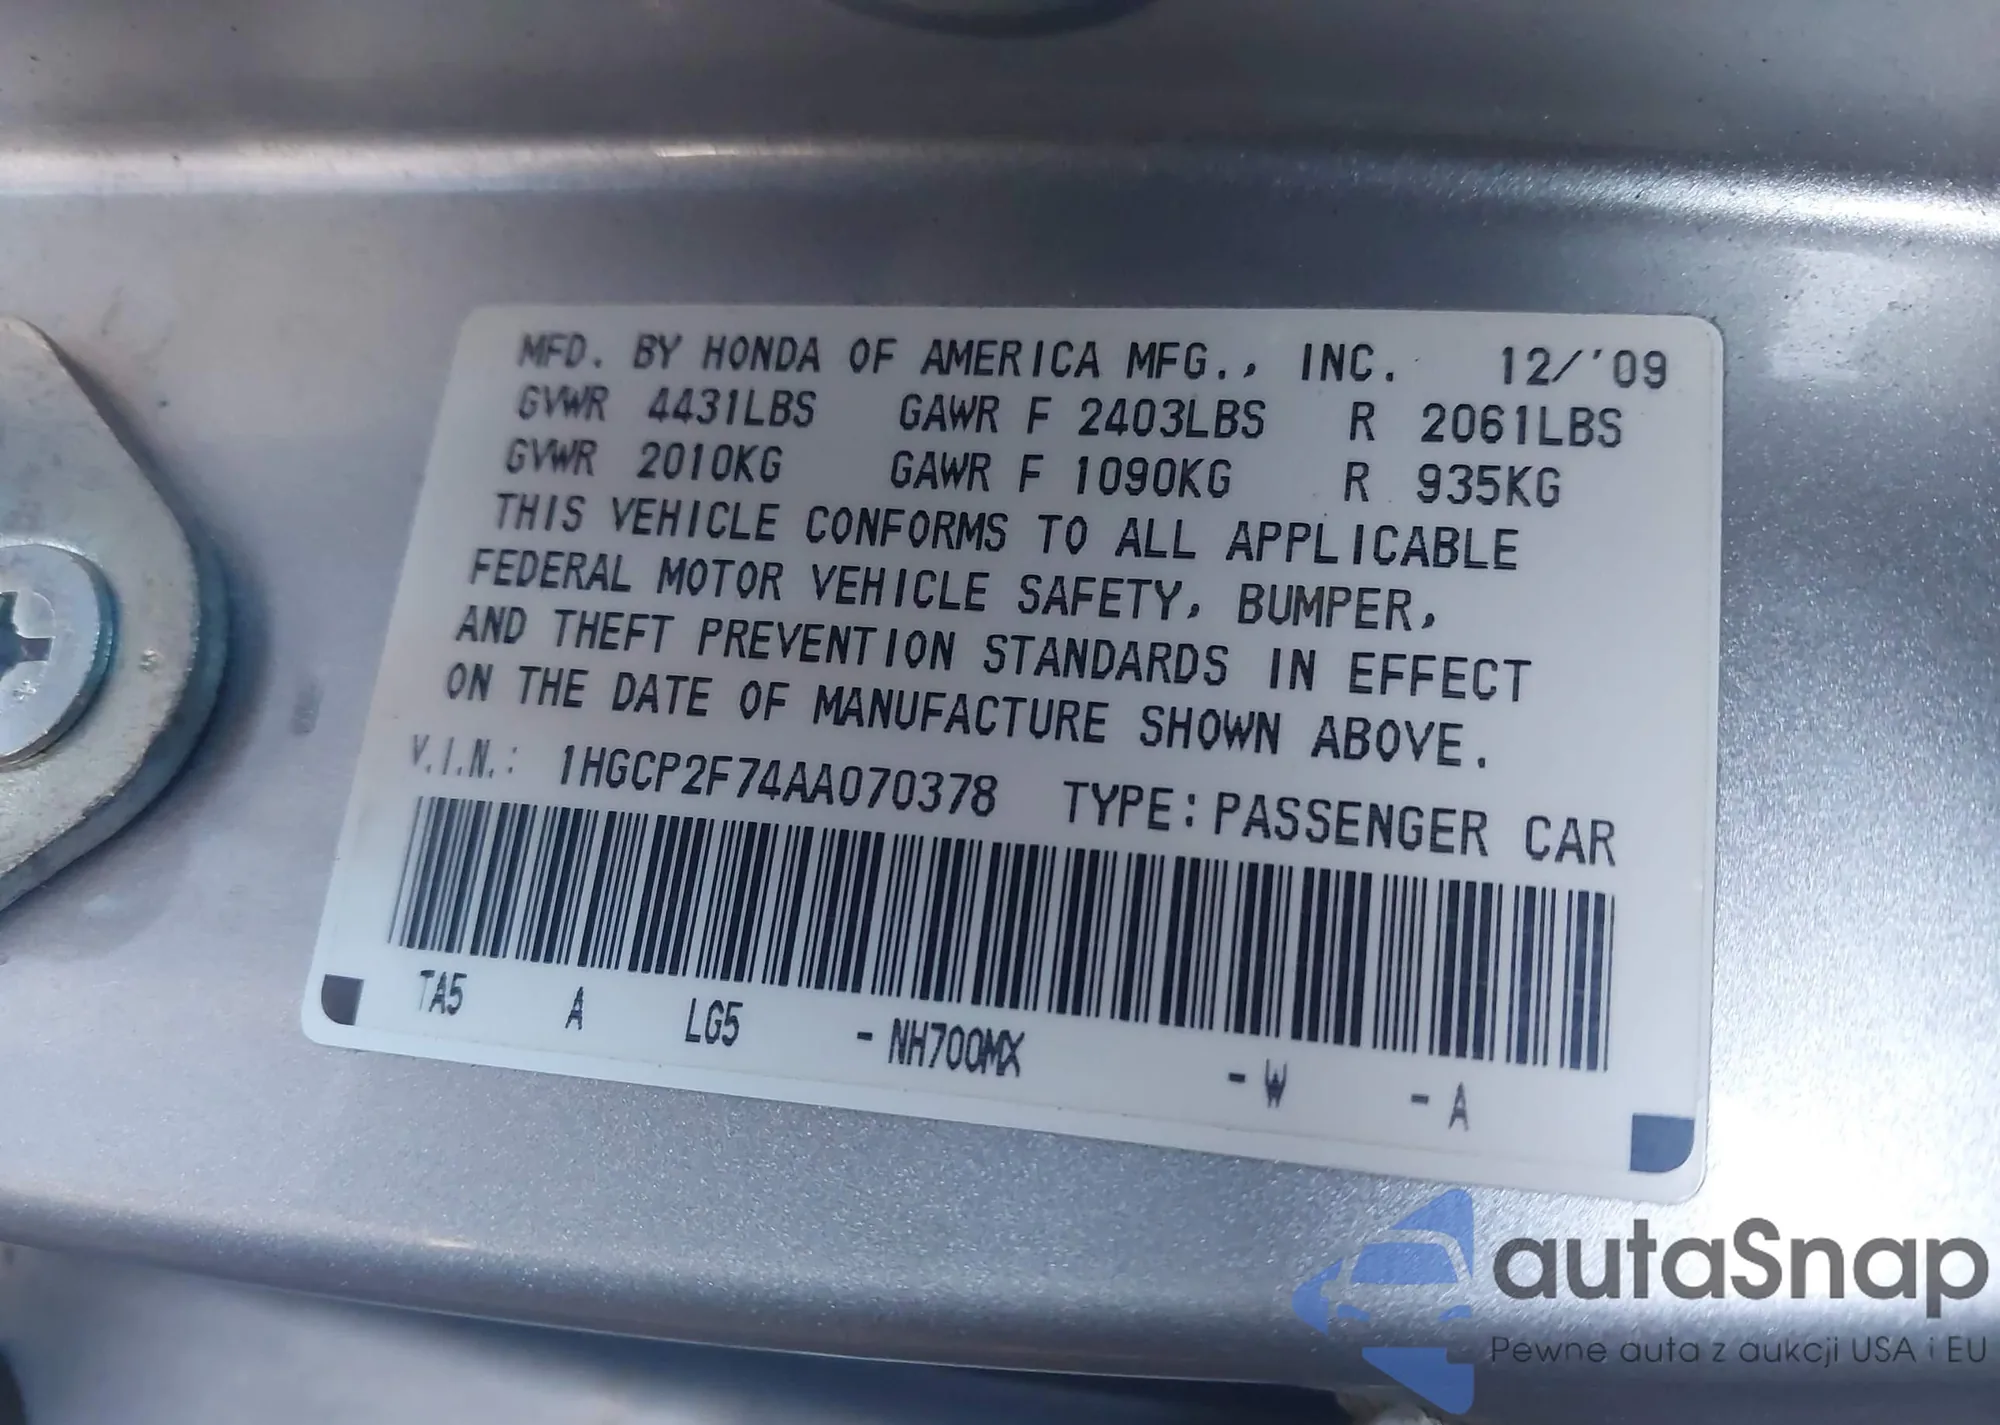 MFD. BY HONDA OF AMERICA MFG., INC. 12/'09
GVWR 4431LBS GAWR F 2403LBS R 2061LBS
GVWR 2010KG GAWR F 1090KG R 935KG
THIS VEHICLE CONFORMS TO ALL APPLICABLE
FEDERAL MOTOR VEHICLE SAFETY, BUMPER,
AND THEFT PREVENTION STANDARDS IN EFFECT
ON THE DATE OF MANUFACTURE SHOWN ABOVE.
V.I.N.: 1HGCP2F74AA070378 TYPE: PASSENGER CAR
TA5 A LG5 - NH700MX - W - A
autaSnap
Pewne auta z aukcji USA i EU